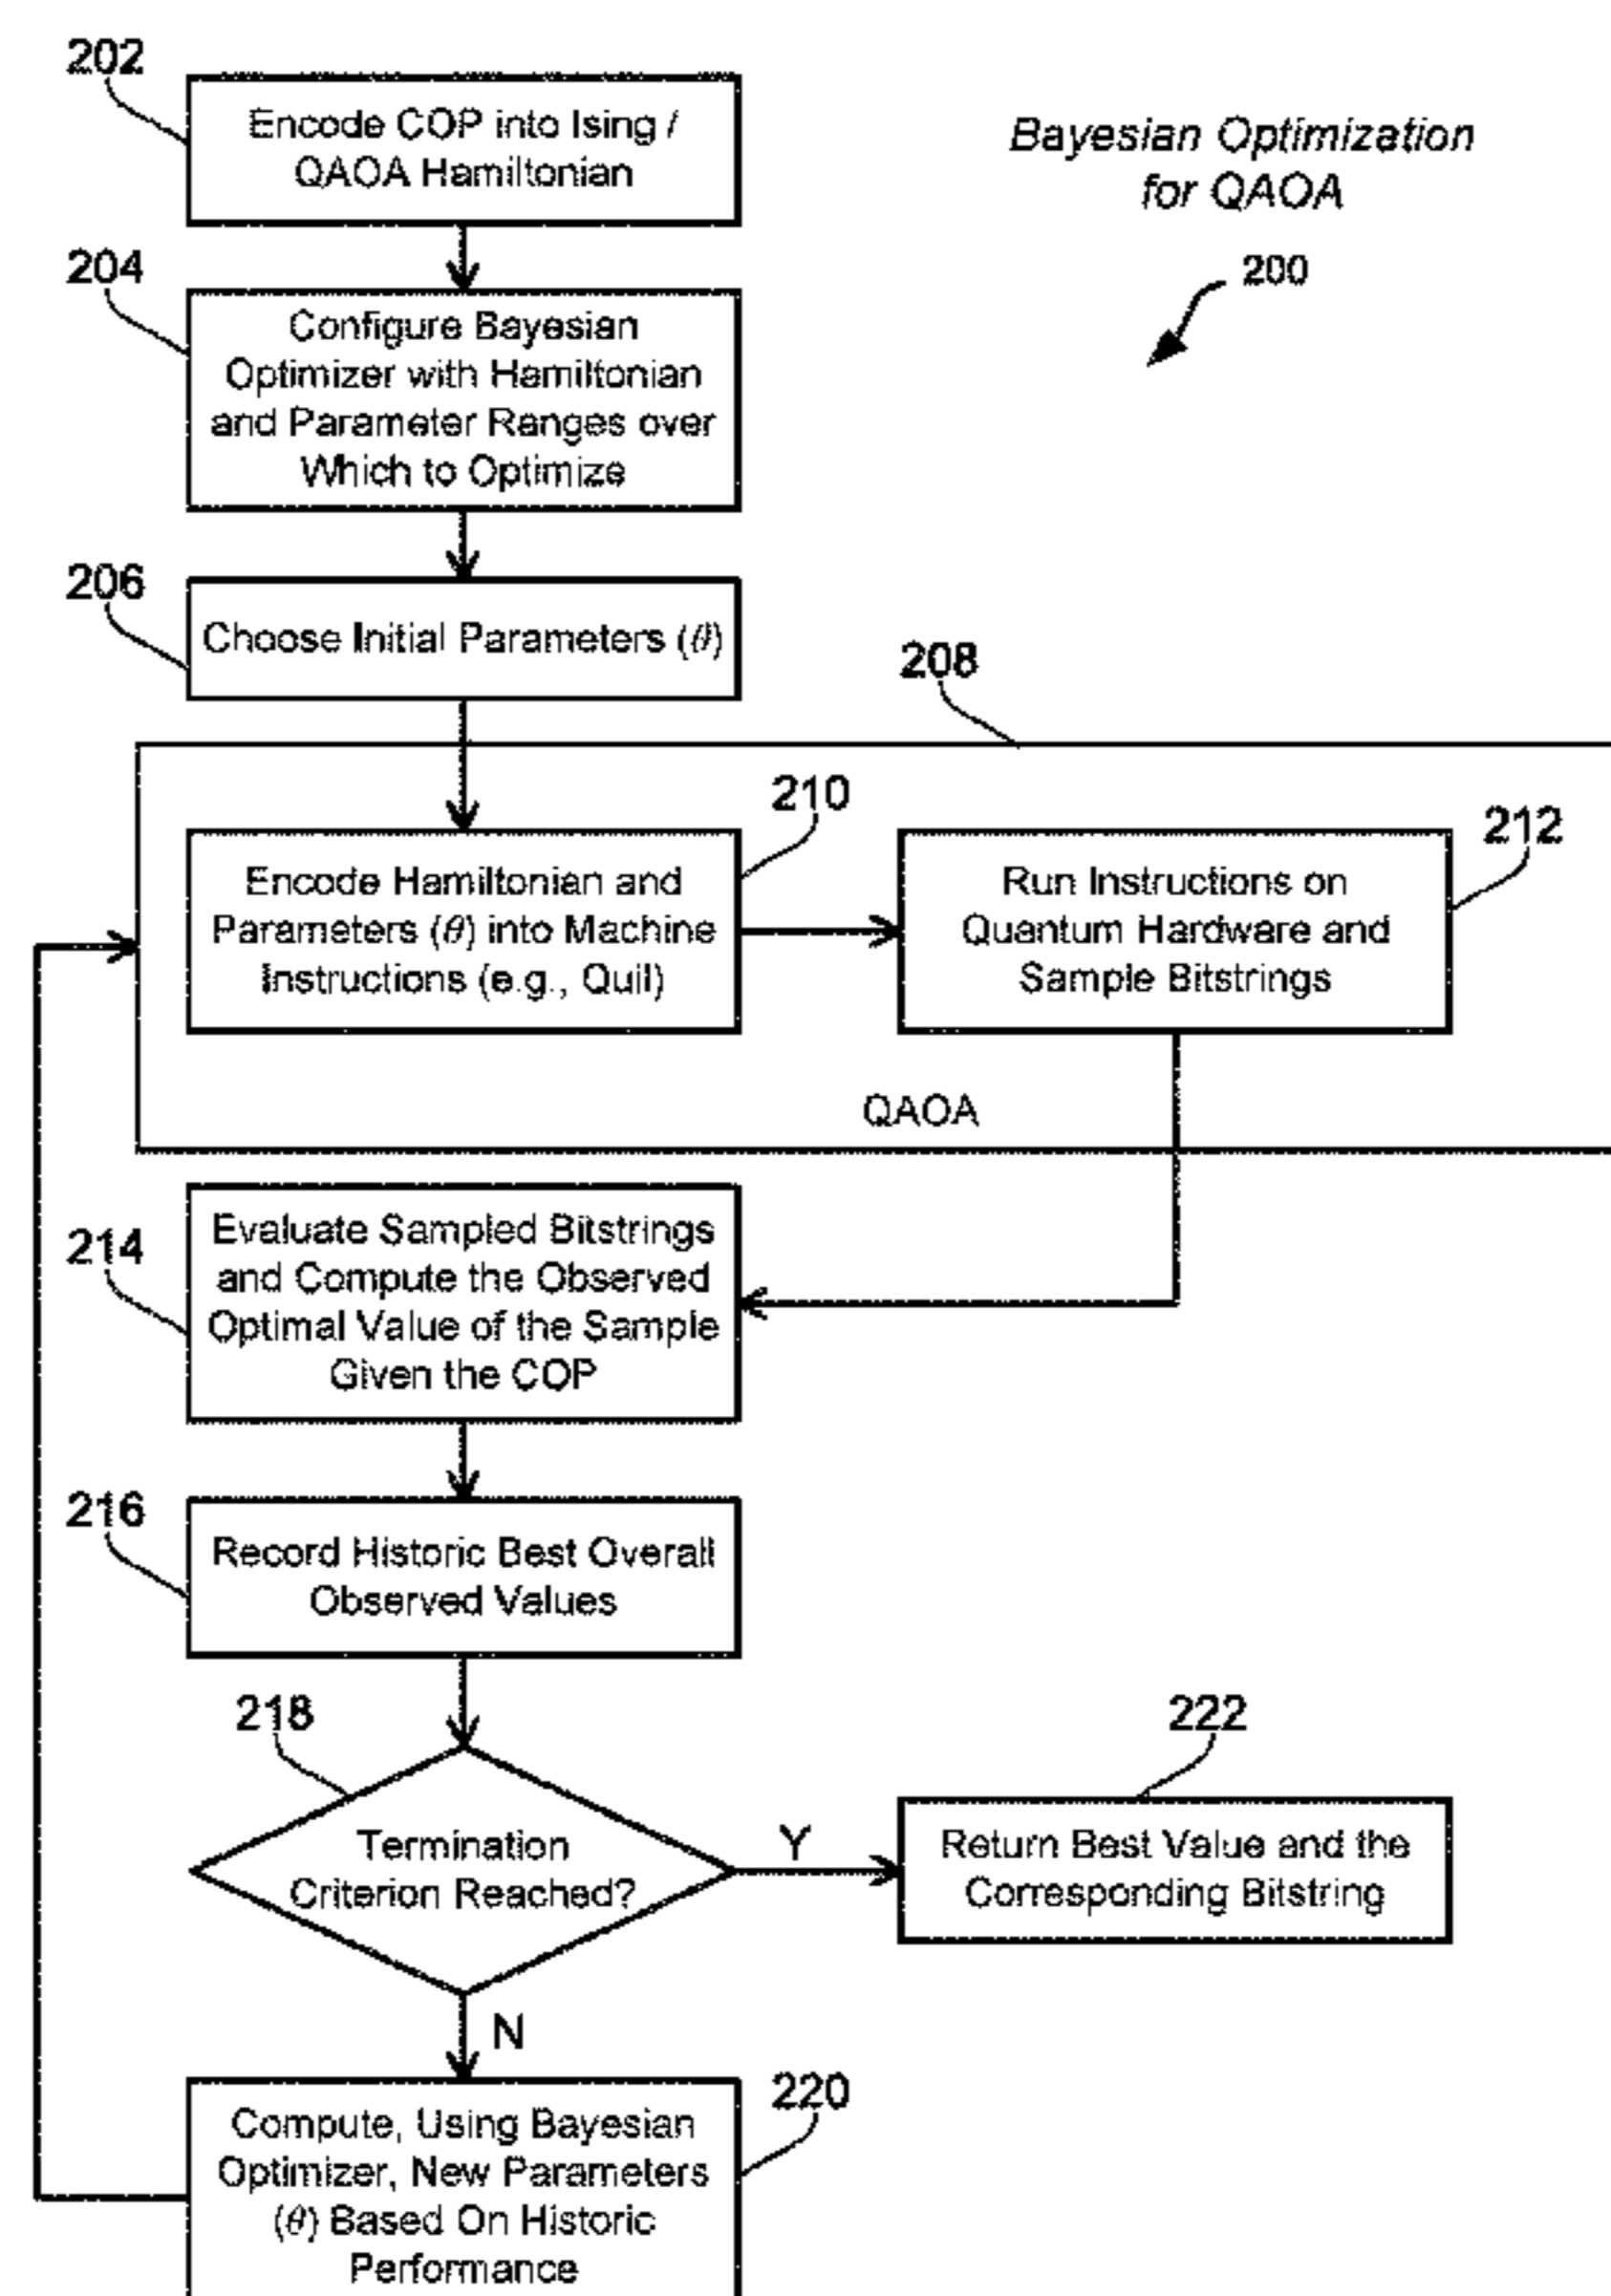 202
Encode COP into Ising /
QAOA Hamiltonian
Bayesian Optimization
for QAOA
200
204
Configure Bayesian
Optimizer with Hamiltonian
and Parameter Ranges over
Which to Optimize
206
Choose Initial Parameters (θ)
208
210
Encode Hamiltonian and
Parameters (θ) into Machine
Instructions (e.g., Quil)
212
Run Instructions on
Quantum Hardware and
Sample Bitstrings
QAOA
214
Evaluate Sampled Bitstrings
and Compute the Observed
Optimal Value of the Sample
Given the COP
216
Record Historic Best Overall
Observed Values
218
Termination
Criterion Reached?
Y
222
Return Best Value and the
Corresponding Bitstring
N
220
Compute, Using Bayesian
Optimizer, New Parameters
(θ) Based On Historic
Performance